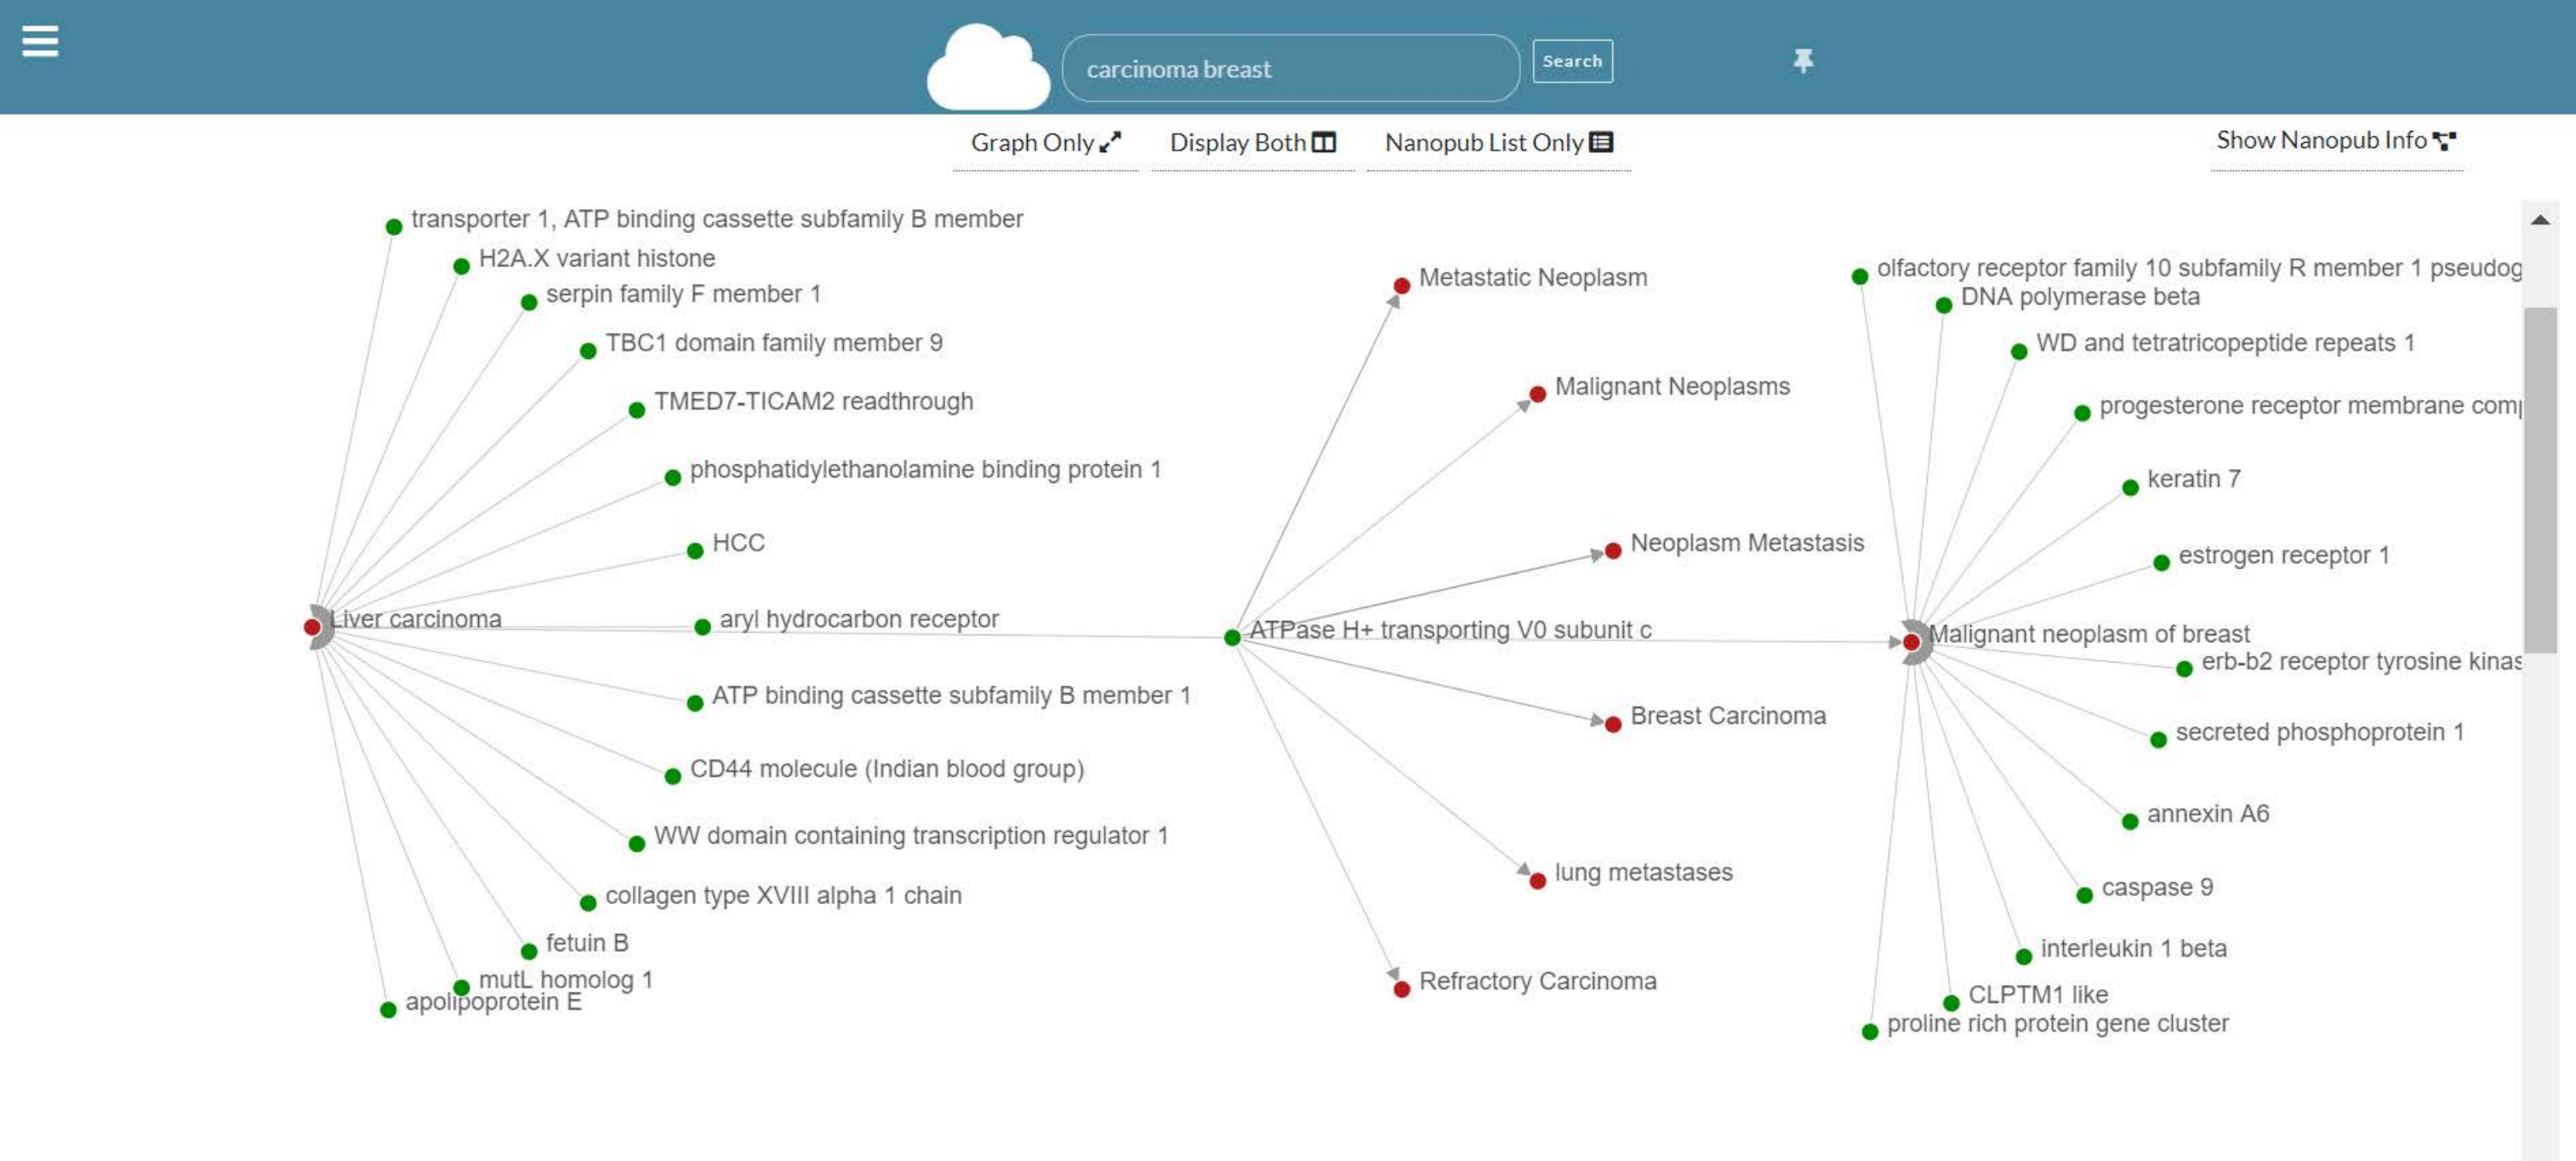 carcinoma breast
Search
Graph Only
Display Both
Nanopub List Only
Show Nanopub Info
transporter 1, ATP binding cassette subfamily B member
H2A.X variant histone
serpin family F member 1
TBC1 domain family member 9
TMED7-TICAM2 readthrough
phosphatidylethanolamine binding protein 1
HCC
Liver carcinoma
aryl hydrocarbon receptor
ATP binding cassette subfamily B member 1
CD44 molecule (Indian blood group)
WW domain containing transcription regulator 1
collagen type XVIII alpha 1 chain
fetuin B
mutL homolog 1
apolipoprotein E
Metastatic Neoplasm
Malignant Neoplasms
Neoplasm Metastasis
ATPase H+ transporting V0 subunit c
Breast Carcinoma
lung metastases
Refractory Carcinoma
olfactory receptor family 10 subfamily R member 1 pseudog
DNA polymerase beta
WD and tetratricopeptide repeats 1
progesterone receptor membrane comp
keratin 7
estrogen receptor 1
Malignant neoplasm of breast
erb-b2 receptor tyrosine kinas
secreted phosphoprotein 1
annexin A6
caspase 9
interleukin 1 beta
CLPTM1 like
proline rich protein gene cluster